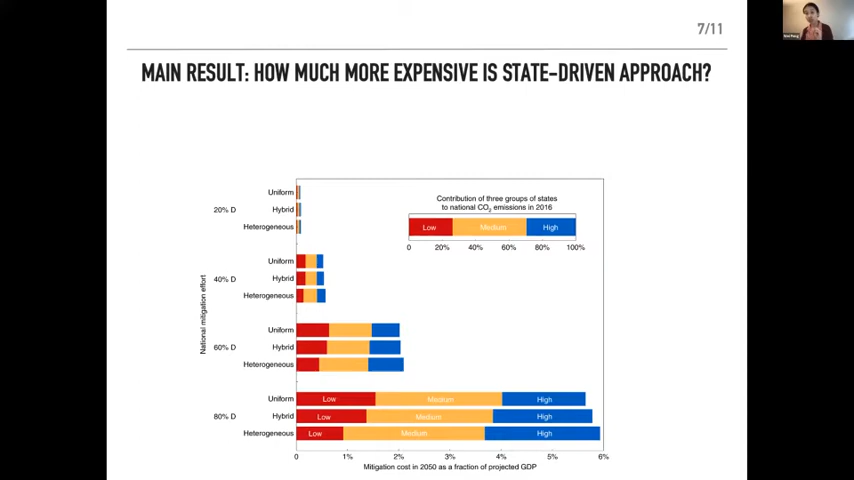 7/11
MAIN RESULT: HOW MUCH MORE EXPENSIVE IS STATE-DRIVEN APPROACH?
Contribution of three groups of states
to national CO2 emissions in 2016
Low Medium High
0 20% 40% 60% 80% 100%
National mitigation effort
20% D
Uniform
Hybrid
Heterogeneous
40% D
Uniform
Hybrid
Heterogeneous
60% D
Uniform
Hybrid
Heterogeneous
80% D
Uniform Low Medium High
Hybrid Low Medium High
Heterogeneous Low Medium High
0 1% 2% 3% 4% 5% 6%
Mitigation cost in 2050 as a fraction of projected GDP